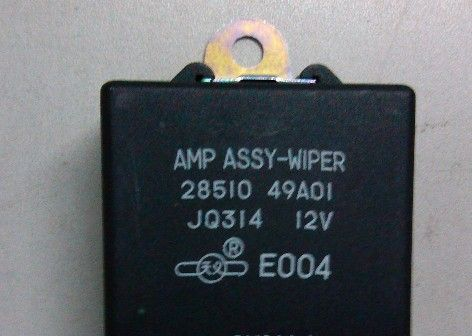 AMP ASSY-WIPER
28510 49A01
JQ314 12V
® E004